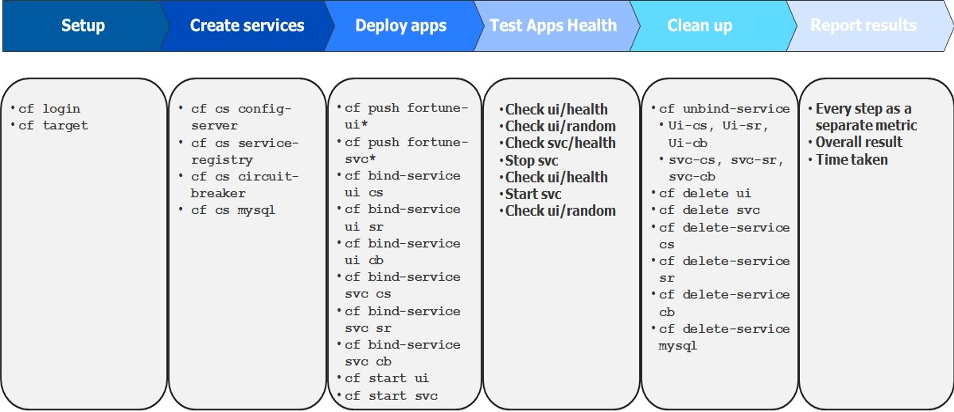 Setup
Create services
Deploy apps
Test Apps Health
Clean up
Report results
• cf login
• cf target
• cf cs config-
server
• cf cs service-
registry
• cf cs circuit-
breaker
• cf cs mysql
• cf push fortune-
ui*
• cf push fortune-
svc*
• cf bind-service
ui cs
• cf bind-service
ui sr
• cf bind-service
ui cb
• cf bind-service
svc cs
• cf bind-service
svc sr
• cf bind-service
svc cb
• cf start ui
• cf start svc
• Check ui/health
• Check ui/random
• Check svc/health
• Stop svc
• Check ui/health
• Start svc
• Check ui/random
• cf unbind-service
• Ui-cs, Ui-sr,
Ui-cb
• svc-cs, svc-sr,
svc-cb
• cf delete ui
• cf delete svc
• cf delete-service
cs
• cf delete-service
sr
• cf delete-service
cb
• cf delete-service
mysql
• Every step as a
separate metric
• Overall result
• Time taken